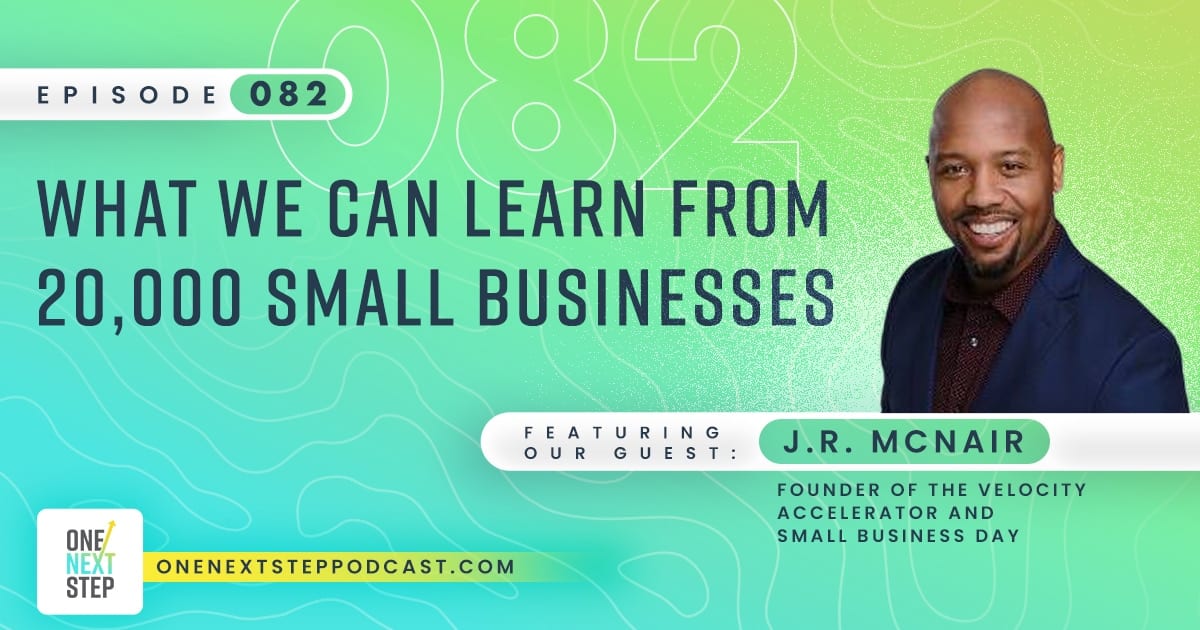 082
EPISODE 082
WHAT WE CAN LEARN FROM
20,000 SMALL BUSINESSES
FEATURING
OUR GUEST:
J.R. MCNAIR
FOUNDER OF THE VELOCITY
ACCELERATOR AND
SMALL BUSINESS DAY
ONE
NEXT
STEP
ONENEXTSTEPPODCAST.COM